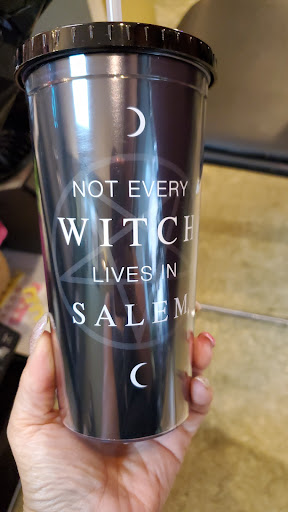 NOT EVERY
WITCH
LIVES IN
SALEM